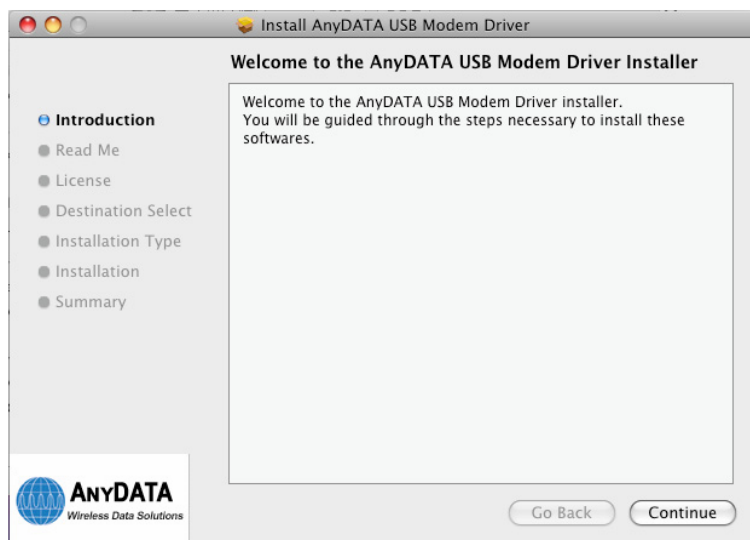 Install AnyDATA USB Modem Driver
Welcome to the AnyDATA USB Modem Driver Installer
Introduction
Read Me
License
Destination Select
Installation Type
Installation
Summary
Welcome to the AnyDATA USB Modem Driver installer.
You will be guided through the steps necessary to install these
softwares.
ANYDATA
Wireless Data Solutions
Go Back
Continue